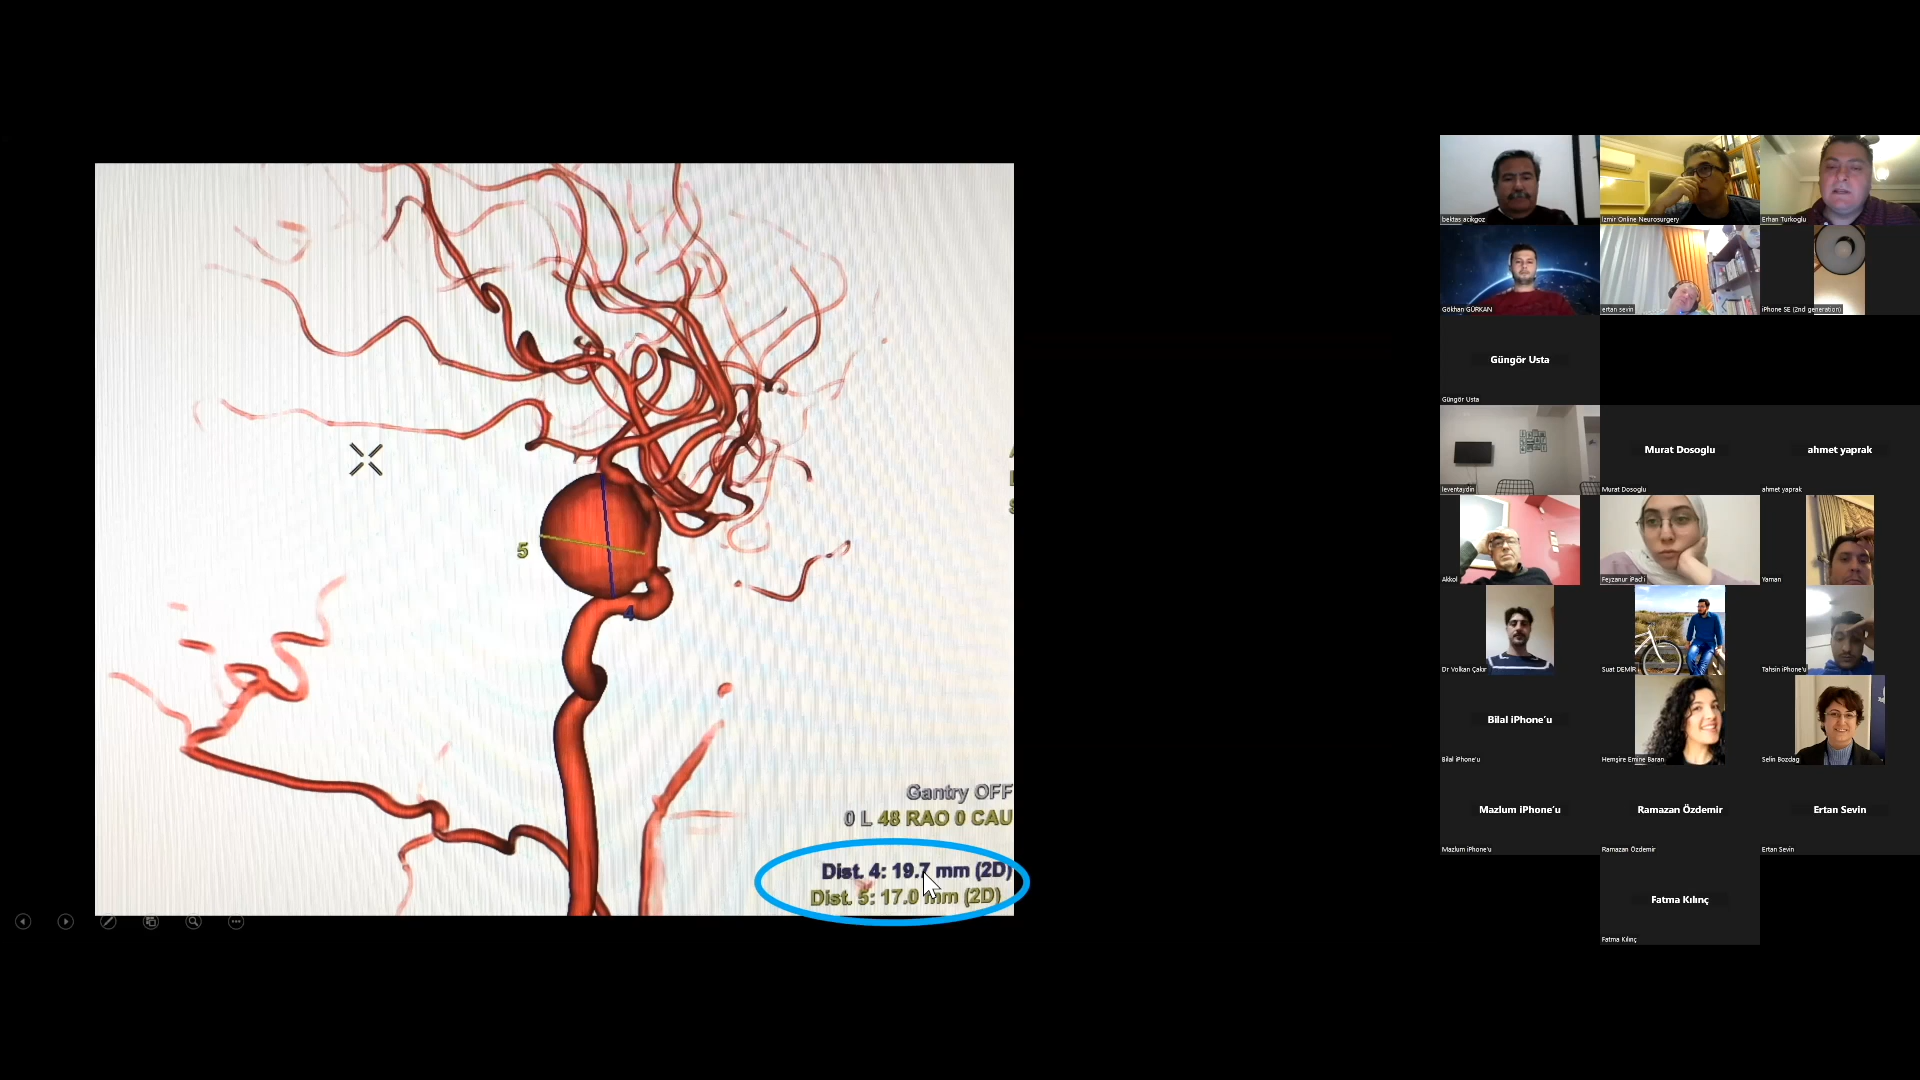 5
4
Gantry OFF
0 L 48 RAO 0 CAU
Dist. 4: 19.7 mm (2D)
Dist. 5: 17.0 mm (2D)
bektas acikgoz
Izmir Online Neurosurgery
Erhan Turkoglu
Gökhan GÜRKAN
ertan sevin
iPhone SE (2nd generation)
Güngör Usta
Güngör Usta
Murat Dosoglu
ahmet yaprak
leventaydin
Murat Dosoglu
ahmet yaprak
Akkol
Feyzanur iPad'i
Yaman
Dr Volkan Çakır
Suat DEMİR
Tahsin iPhone'u
Bilal iPhone'u
Bilal iPhone'u
Hemşire Emine Baran
Selin Bozdag
Mazlum iPhone'u
Ramazan Özdemir
Ertan Sevin
Mazlum iPhone'u
Ramazan Özdemir
Ertan Sevin
Fatma Kılınç
Fatma Kılınç